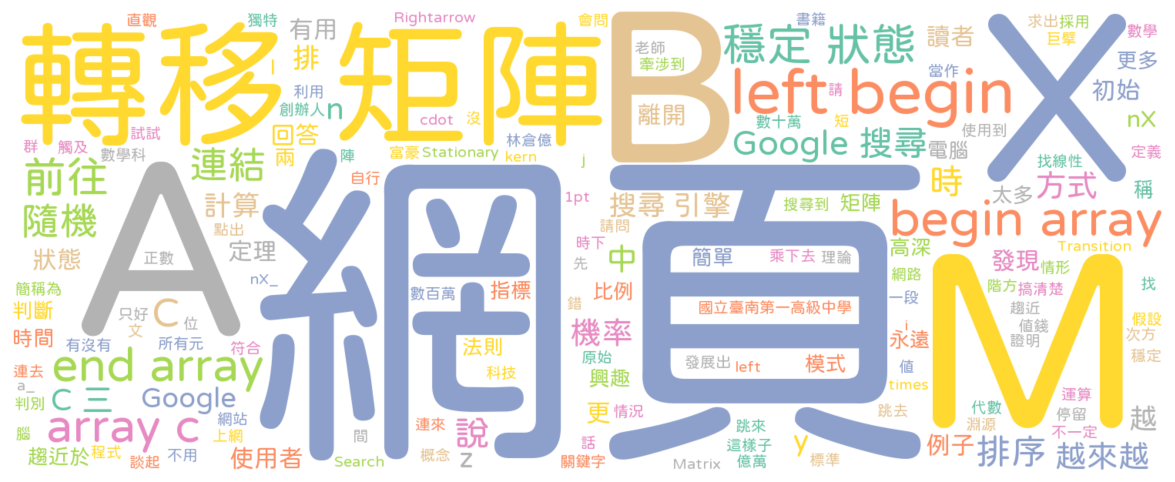 直觀
獨特
有用
Rightarrow
會問
老師
牽涉到
穩定 狀態
書籍
求出
採用
巨擘
數學
讀者
更多
轉移矩陣
排
B
X
l
利用
創辦人
n
cdot
沒
離開
left begin
請
當作
初始
群
觸及
試試
回答
兩
林倉億
數十萬
短
使用到
nX
數學科
陣
富豪
Stationary
kern
j
Google 搜尋
電腦
找線性
定義
前往
連結
自行
1pt
搜尋 引擎
搜尋到
矩陣
時
太多
方式
稱
隨機
A
計算
點出
網頁
請問
begin array
狀態
正數
定理
時下
先
中
簡單
乘下去
理論
高深
Transition
發現
情形
M
簡稱為
nX_
網路
階方
搞清楚
找
判斷
只好
C
位
數百萬
指標
錯
比例
國立臺南第一高級中學
一段
趨近
值錢
假設
時間
文
所有元
有沒有
符合
法則
機率
i
永遠
證明
次方
end array
原始
發展出
left
模式
值
穩定
連去
科技
興趣
times
a_
判別
C 三
Google
更
情況
跳去
代數
運算
停留
腦
array c
網站
上網
間
連來
說
話
跳來
y
淵源
不一定
越
趨近於
程式
談起
不用
使用者
Search
概念
z
關鍵字
Matrix
這樣子
億萬
標準
例子
排序
越來越